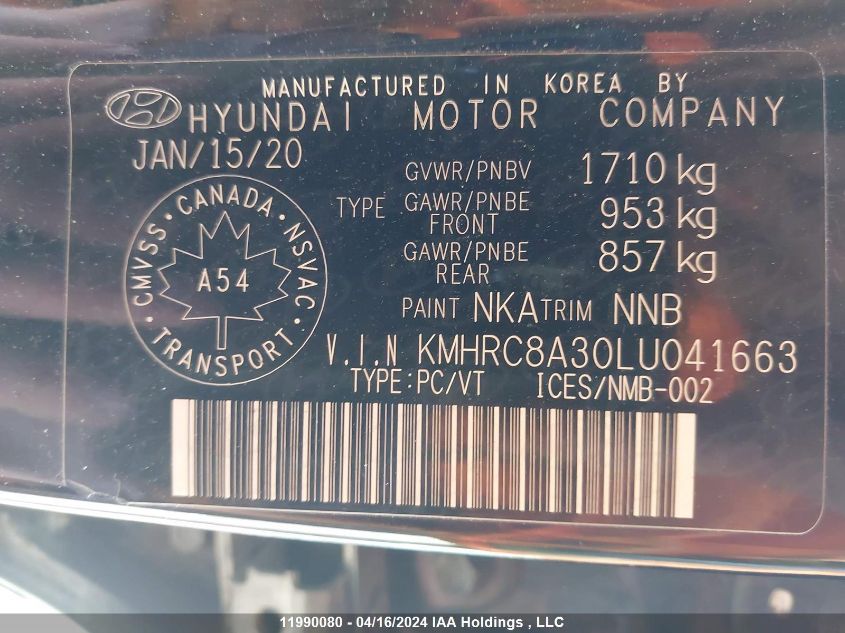 MANUFACTURED IN KOREA BY
HYUNDAI MOTOR COMPANY
JAN/15/20
GVWR/PNBV 1710 kg
TYPE GAWR/PNBE FRONT 953 kg
GAWR/PNBE REAR 857 kg
CMVSS • CANADA • NSVAC • TRANSPORT •
A54
PAINT NKA TRIM NNB
V.I.N KMHRC8A30LU041663
TYPE:PC/VT ICES/NMB-002
11990080 - 04/16/2024 IAA Holdings , LLC